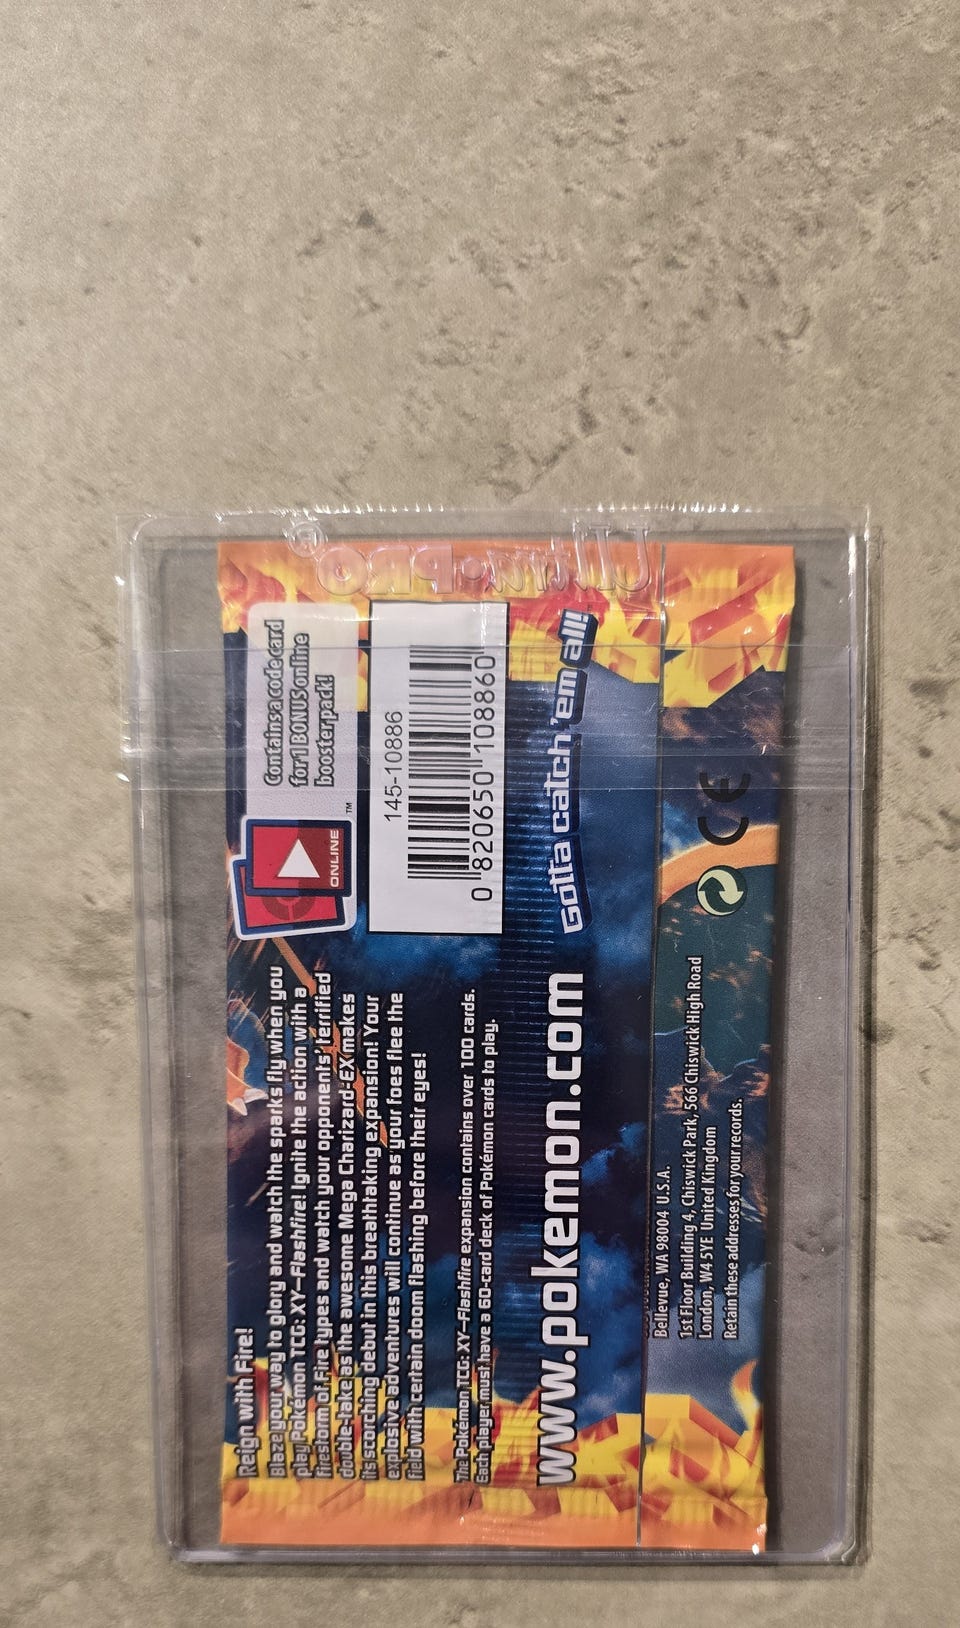 Reign with Fire!
Blaze your way to glory and watch the sparks fly when you
play Pokémon TCG: XY—Flashfire! Ignite the action with a
firestorm of Fire types and watch your opponents' terrified
double-take as the awesome Mega Charizard-EX makes
its scorching debut in this breathtaking expansion! Your
explosive adventures will continue as your foes flee the
field with certain doom flashing before their eyes!
The Pokémon TCG: XY—Flashfire expansion contains over 100 cards.
Each player must have a 60-card deck of Pokémon cards to play.
www.pokemon.com
ONLINE
TM
Contains a code card
for 1 BONUS online
booster pack!
145-10886
0 820650 108860
Gotta catch 'em all!
Bellevue, WA 98004 U.S.A.
1st Floor Building 4, Chiswick Park, 566 Chiswick High Road
London, W4 5YE United Kingdom
Retain these addresses for your records.
CE
Ultra•PRO®